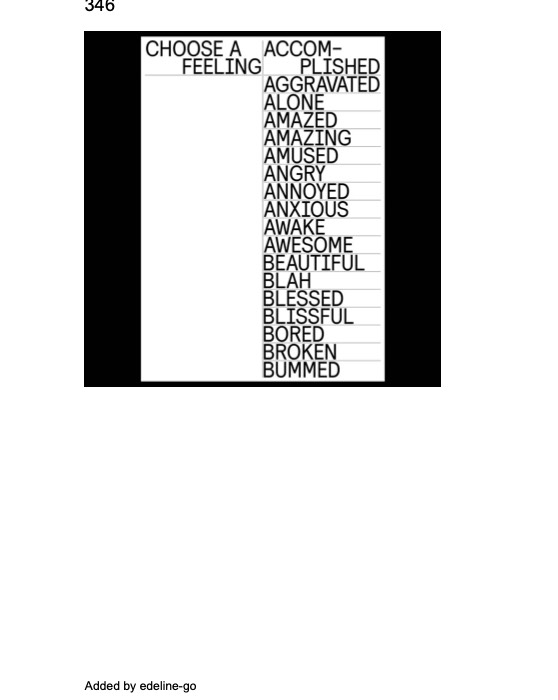 346
CHOOSE A
FEELING
ACCOM-
PLISHED
AGGRAVATED
ALONE
AMAZED
AMAZING
AMUSED
ANGRY
ANNOYED
ANXIOUS
AWAKE
AWESOME
BEAUTIFUL
BLAH
BLESSED
BLISSFUL
BORED
BROKEN
BUMMED
Added by edeline-go